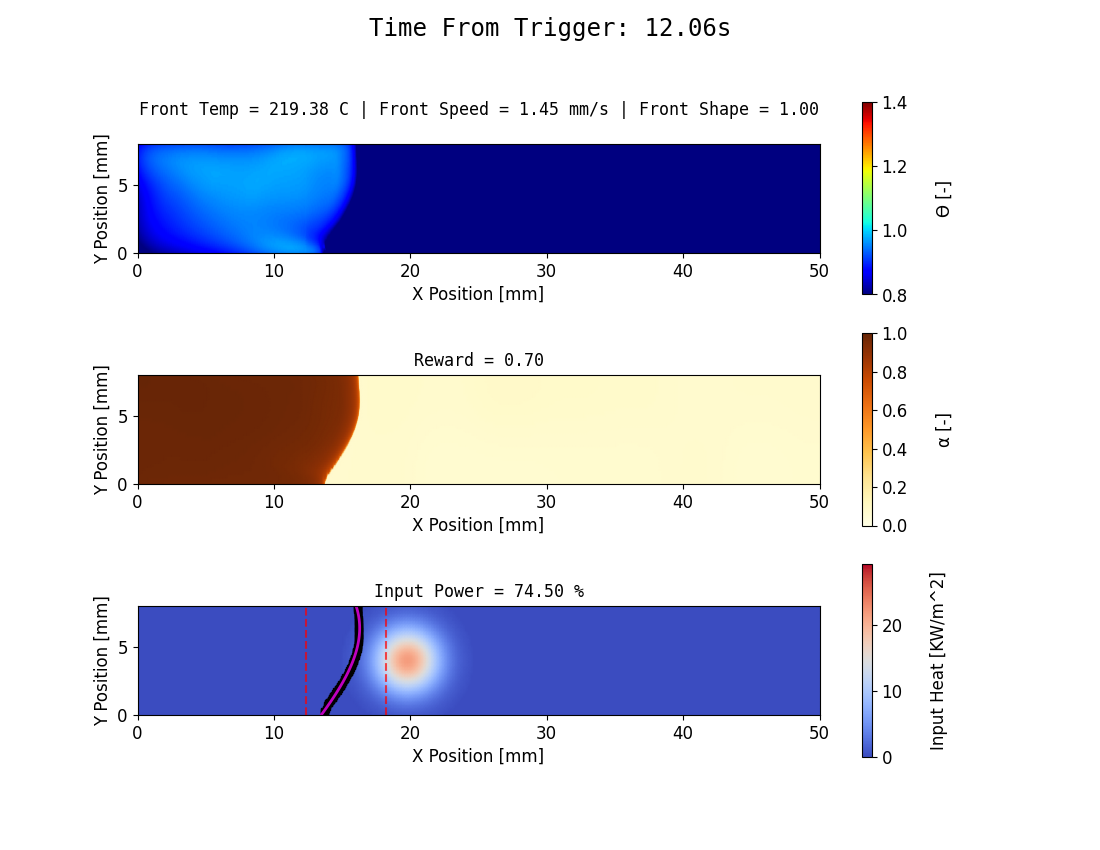 Time From Trigger: 12.06s
Front Temp = 219.38 C | Front Speed = 1.45 mm/s | Front Shape = 1.00
Y Position [mm]
5
0
0 10 20 30 40 50
X Position [mm]
1.4
1.2
1.0
0.8
Θ [-]
Reward = 0.70
Y Position [mm]
5
0
0 10 20 30 40 50
X Position [mm]
1.0
0.8
0.6
0.4
0.2
0.0
α [-]
Input Power = 74.50 %
Y Position [mm]
5
0
0 10 20 30 40 50
X Position [mm]
20
10
0
Input Heat [KW/m^2]